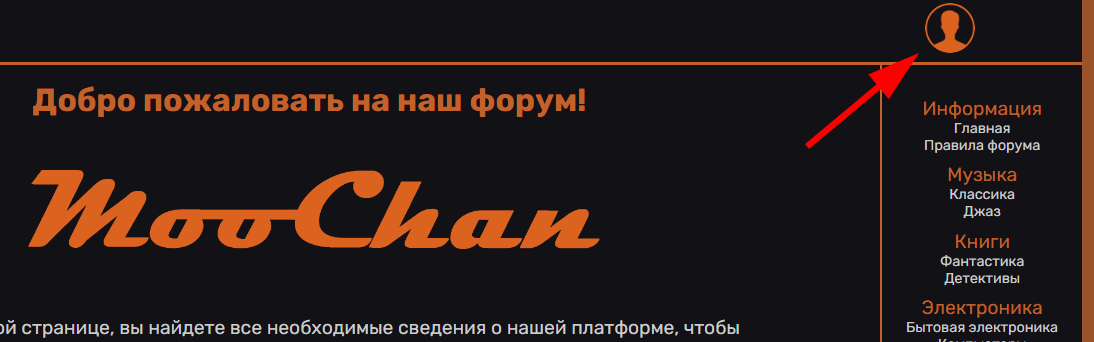 Добро пожаловать на наш форум!
MooChan
ой странице, вы найдете все необходимые сведения о нашей платформе, чтобы
Информация
Главная
Правила форума
Музыка
Классика
Джаз
Книги
Фантастика
Детективы
Электроника
Бытовая электроника